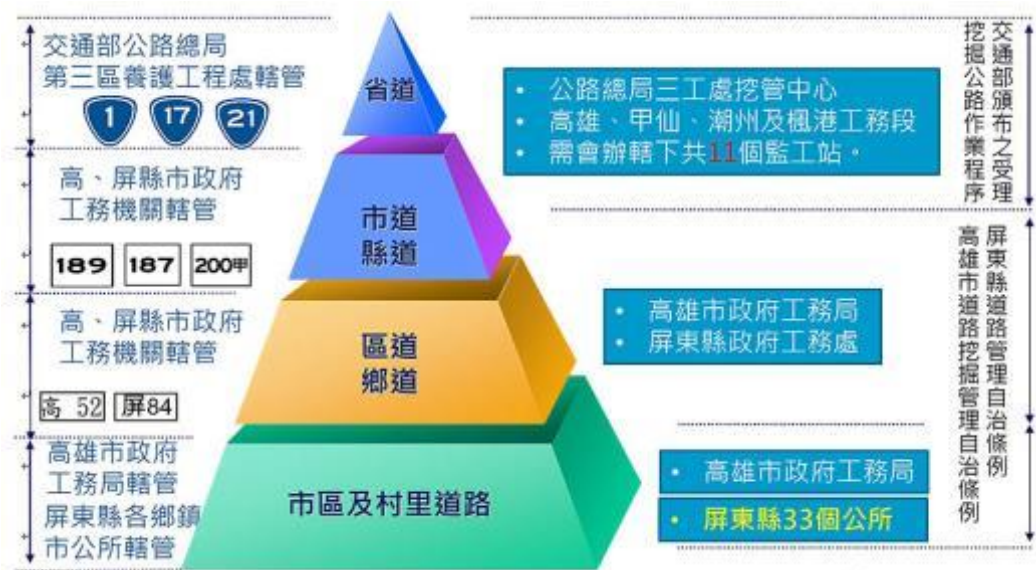 交通部公路總局
第三區養護工程處轄管
1 17 21
高、屏縣市政府
工務機關轄管
189 187 200甲
高、屏縣市政府
工務機關轄管
高 52 屏84
高雄市政府
工務局轄管
屏東縣各鄉鎮
市公所轄管
省道
市道
縣道
區道
鄉道
市區及村里道路
• 公路總局三工處挖管中心
• 高雄、甲仙、潮州及楓港工務段
• 需會辦轄下共11個監工站。
• 高雄市政府工務局
• 屏東縣政府工務處
• 高雄市政府工務局
• 屏東縣33個公所
交通部頒布之受理
挖掘公路作業程序
屏東縣道路管理自治條例
高雄市道路挖掘管理自治條例